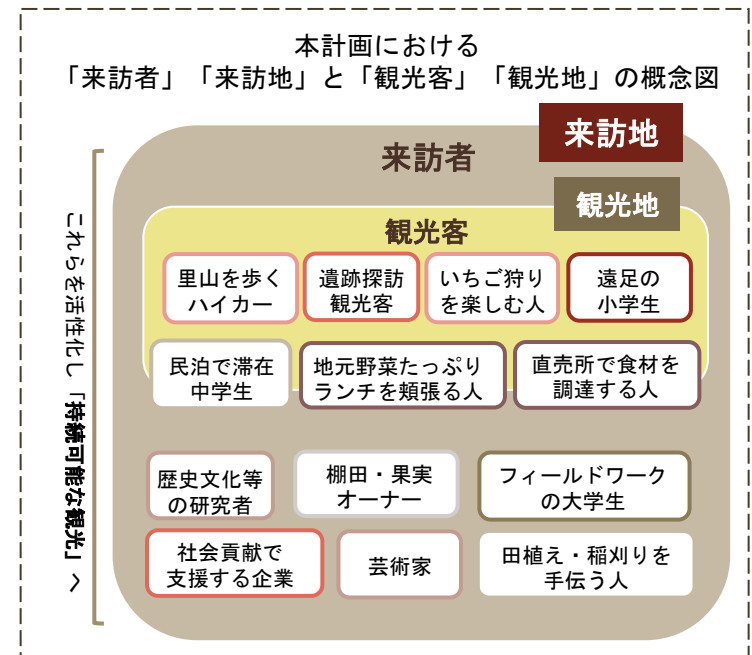 本計画における
「来訪者」「来訪地」と「観光客」「観光地」の概念図
来訪地
来訪者
観光地
観光客
里山を歩く
ハイカー
遺跡探訪
観光客
いちご狩り
を楽しむ人
遠足の
小学生
民泊で滞在
中学生
地元野菜たっぷり
ランチを頬張る人
直売所で食材を
調達する人
歴史文化等
の研究者
棚田・果実
オーナー
フィールドワーク
の大学生
社会貢献で
支援する企業
芸術家
田植え・稲刈りを
手伝う人
これらを活性化し「持続可能な観光」へ